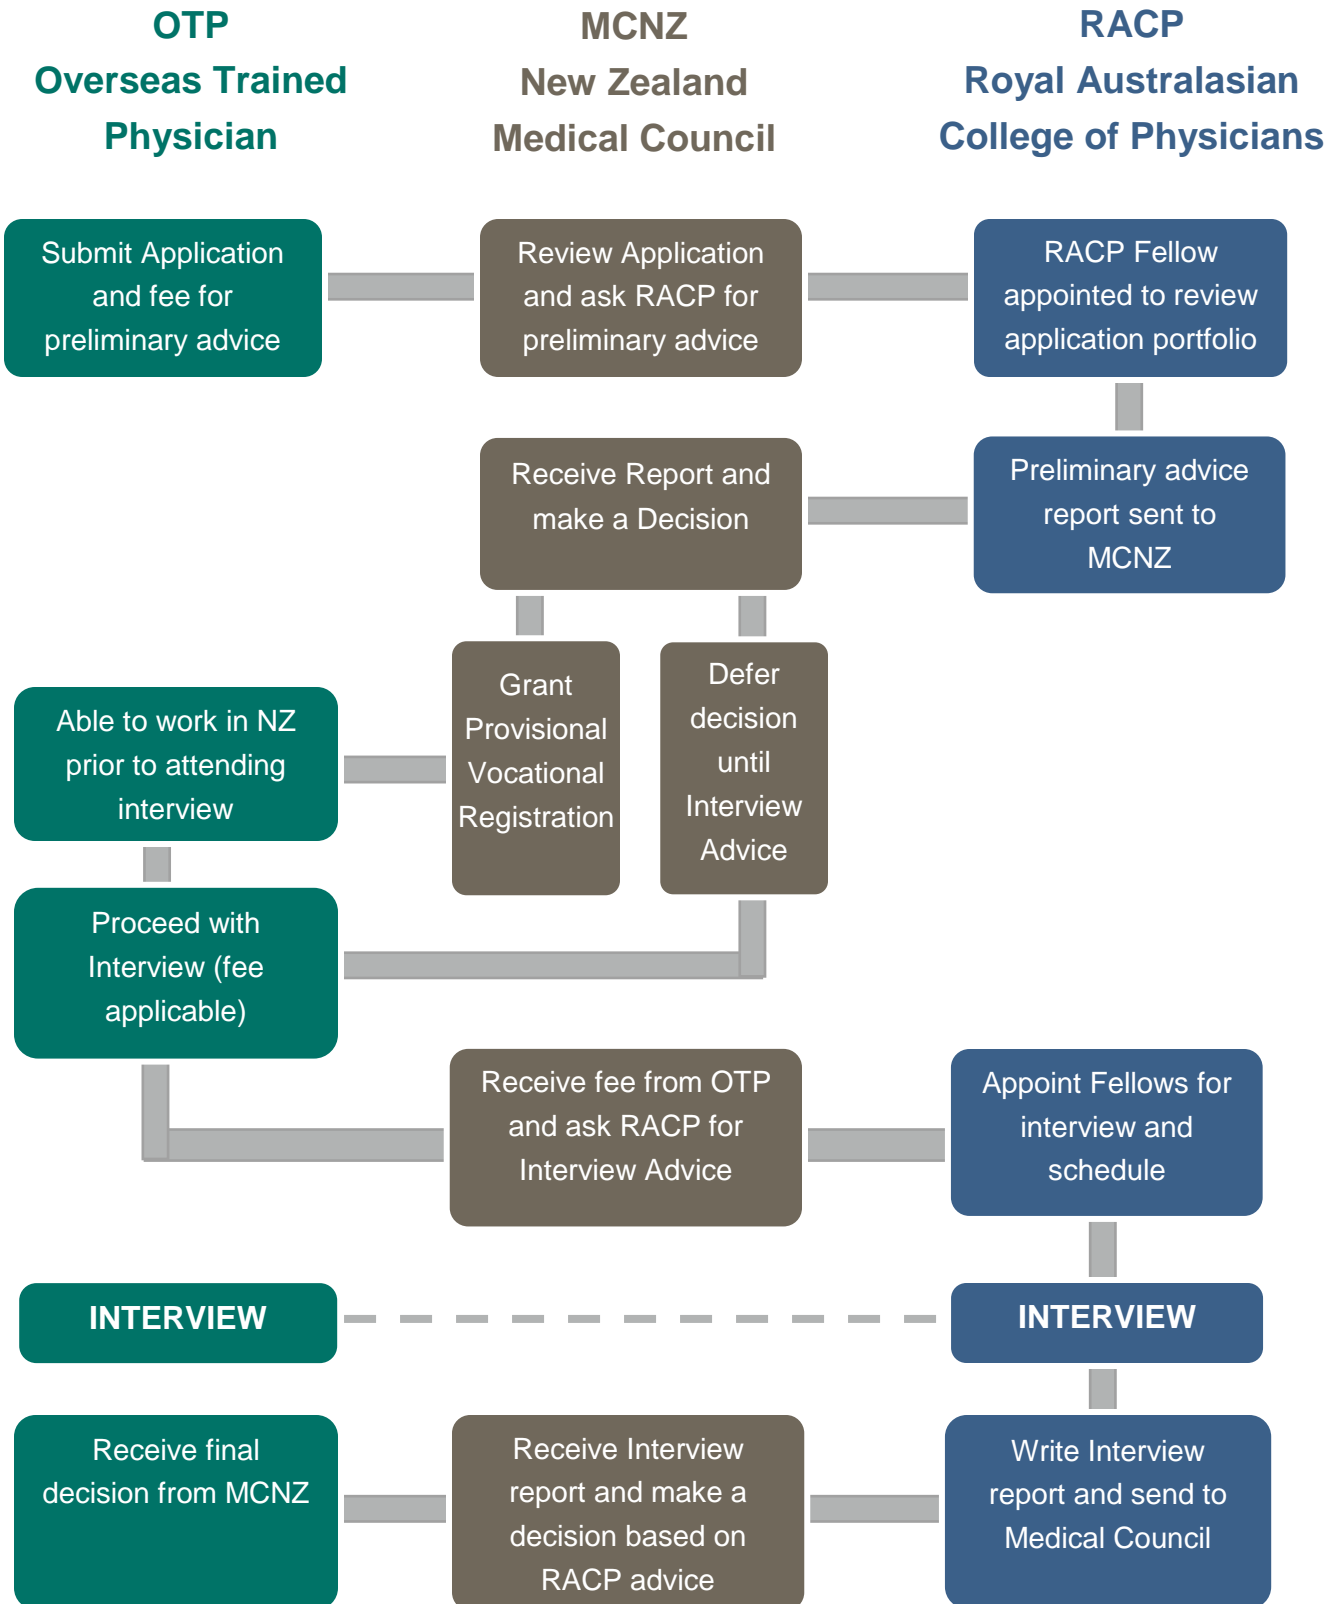 OTP
Overseas Trained
Physician
MCNZ
New Zealand
Medical Council
RACP
Royal Australasian
College of Physicians
Submit Application
and fee for
preliminary advice
Review Application
and ask RACP for
preliminary advice
RACP Fellow
appointed to review
application portfolio
Receive Report and
make a Decision
Preliminary advice
report sent to
MCNZ
Grant
Provisional
Vocational
Registration
Defer
decision
until
Interview
Advice
Able to work in NZ
prior to attending
interview
Proceed with
Interview (fee
applicable)
Receive fee from OTP
and ask RACP for
Interview Advice
Appoint Fellows for
interview and
schedule
INTERVIEW
INTERVIEW
Receive final
decision from MCNZ
Receive Interview
report and make a
decision based on
RACP advice
Write Interview
report and send to
Medical Council